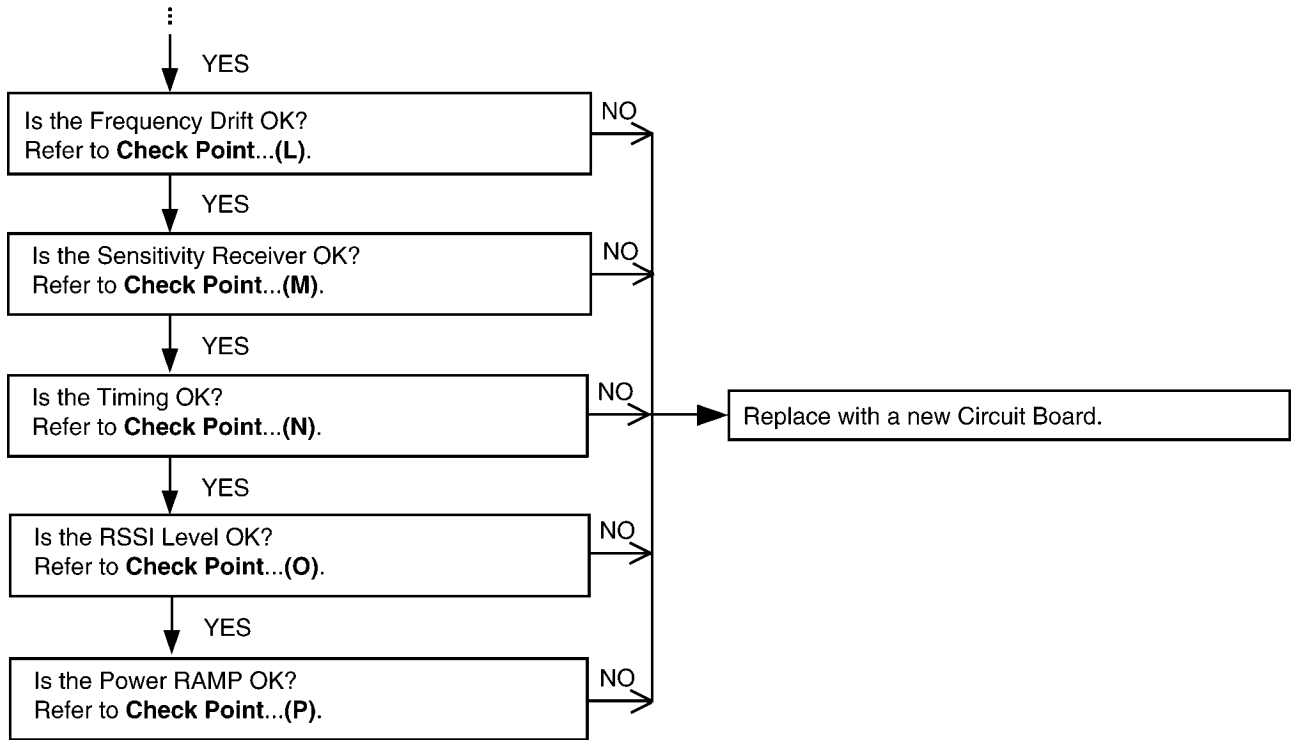 YES
Is the Frequency Drift OK?
Refer to Check Point...(L).
NO
YES
Is the Sensitivity Receiver OK?
Refer to Check Point...(M).
NO
YES
Is the Timing OK?
Refer to Check Point...(N).
NO
Replace with a new Circuit Board.
YES
Is the RSSI Level OK?
Refer to Check Point...(O).
NO
YES
Is the Power RAMP OK?
Refer to Check Point...(P).
NO